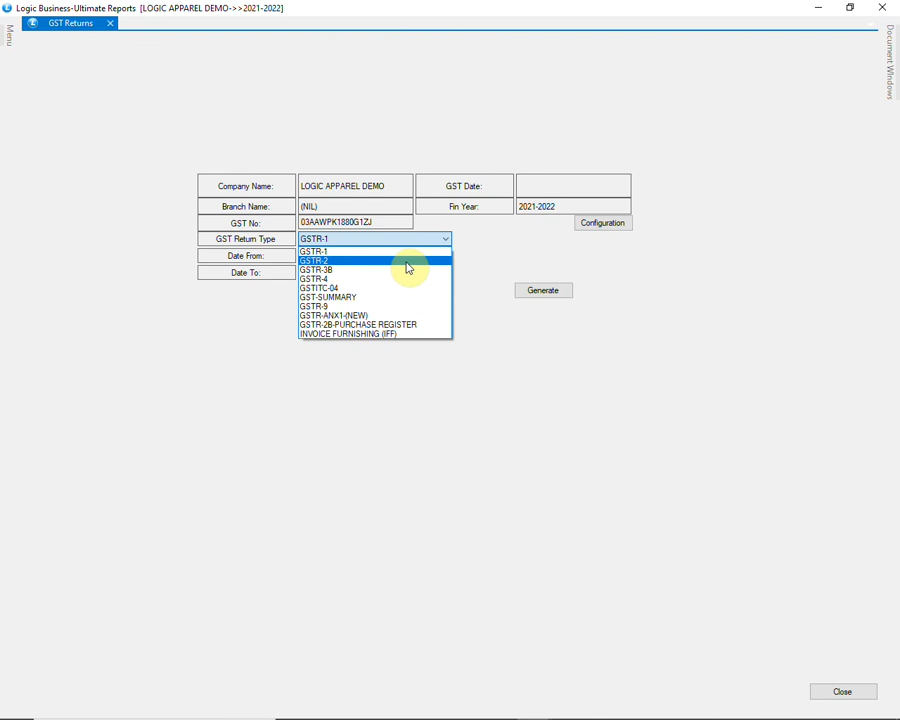 Logic Business-Ultimate Reports [LOGIC APPAREL DEMO->>2021-2022]
GST Returns
Menu
Document Windows
Company Name: LOGIC APPAREL DEMO GST Date:
Branch Name: (NIL) Fin Year: 2021-2022
GST No: 03AAWPK1880G1ZJ Configuration
GST Return Type GSTR-1
Date From:
Date To:
GSTR-1
GSTR-2
GSTR-3B
GSTR-4
GSTITC-04
GST-SUMMARY
GSTR-9
GSTR-ANX1-(NEW)
GSTR-2B-PURCHASE REGISTER
INVOICE FURNISHING (IFF)
Generate
Close